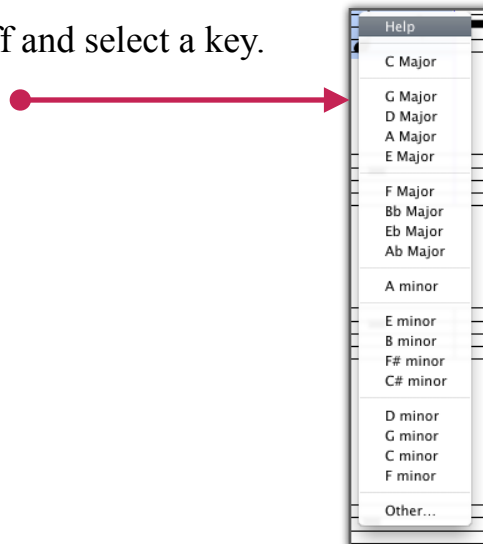 and select a key.
Help
C Major
G Major
D Major
A Major
E Major
F Major
Bb Major
Eb Major
Ab Major
A minor
E minor
B minor
F# minor
C# minor
D minor
G minor
C minor
F minor
Other...